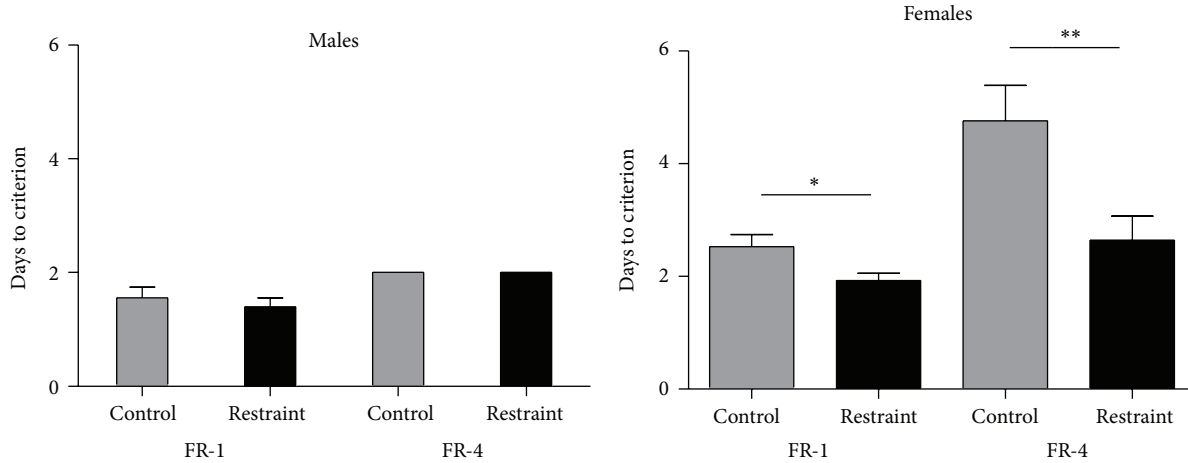 Males
Days to criterion
6
4
2
0
Control Restraint Control Restraint
FR-1 FR-4
Females
Days to criterion
6
4
2
0
*
**
Control Restraint Control Restraint
FR-1 FR-4